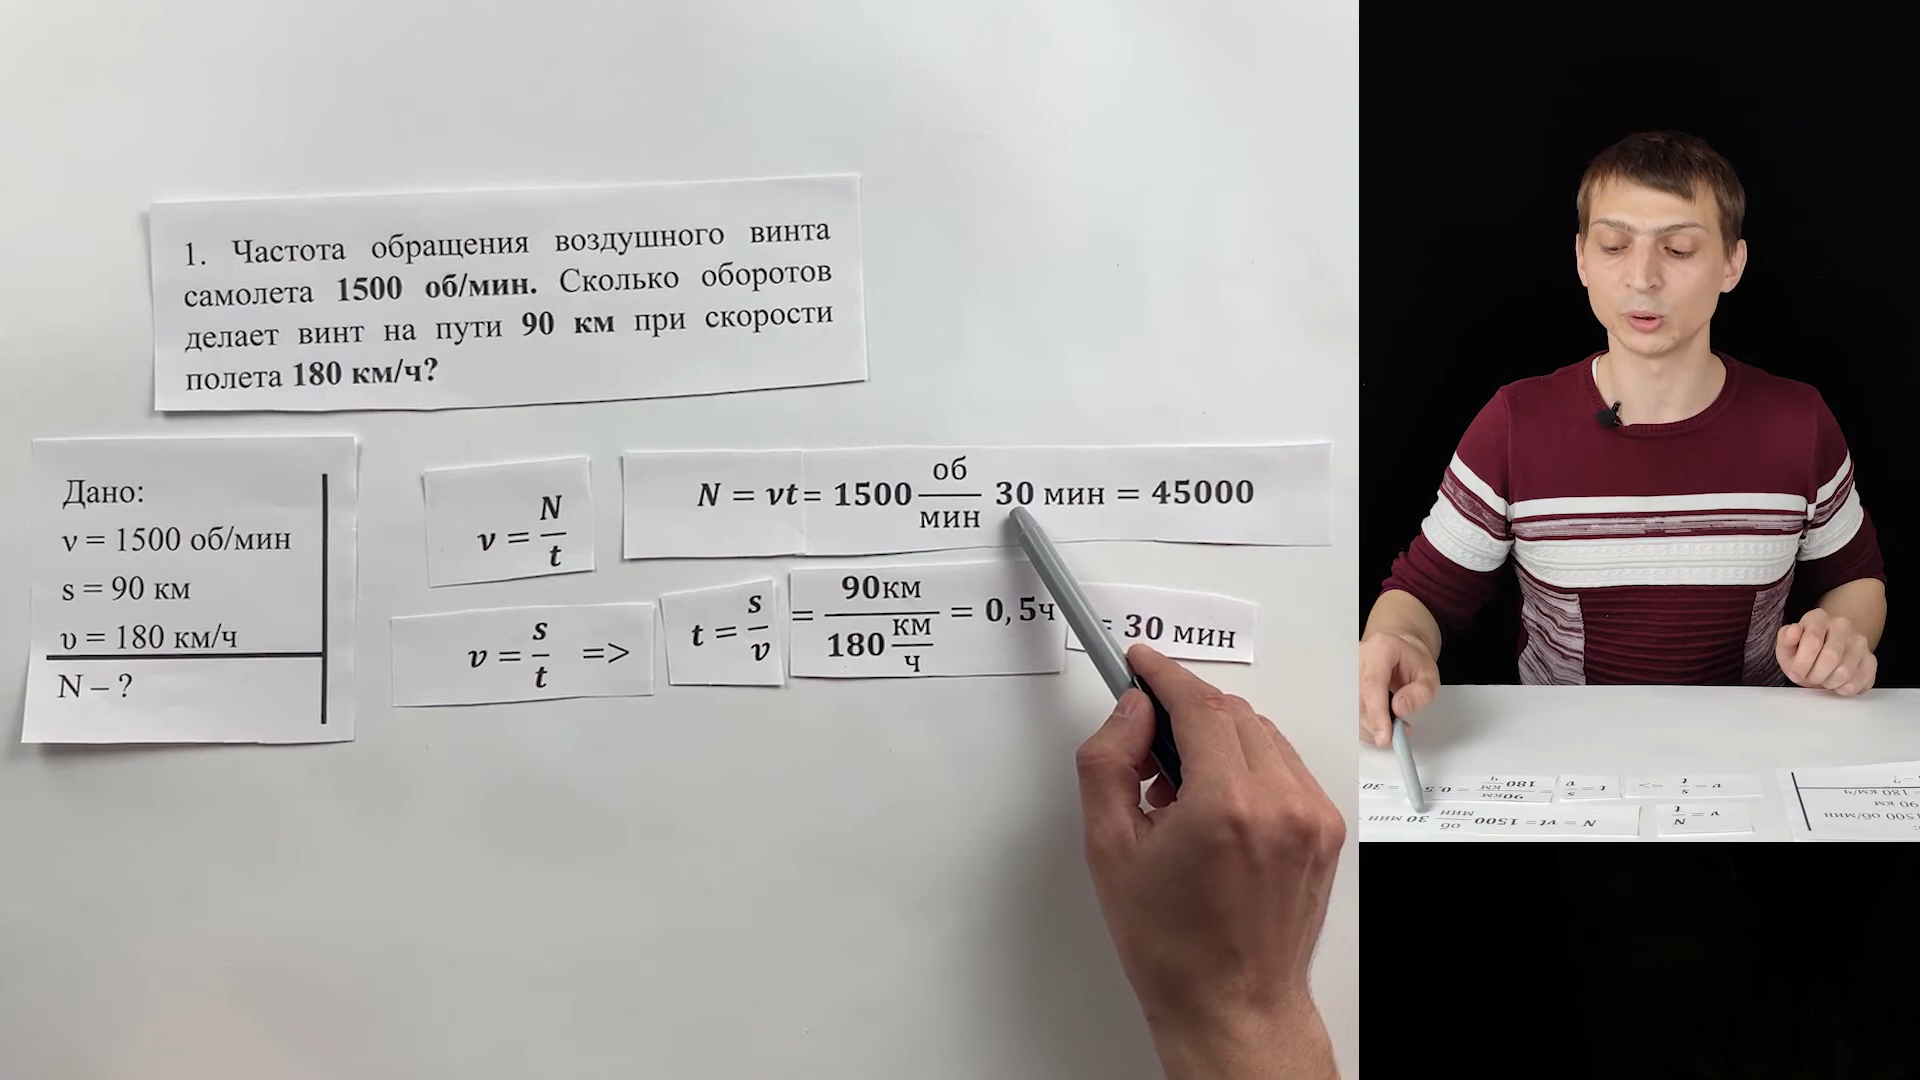 1. Частота обращения воздушного винта
самолета 1500 об/мин. Сколько оборотов
делает винт на пути 90 км при скорости
полета 180 км/ч?
Дано:
ν = 1500 об/мин
s = 90 км
υ = 180 км/ч
N – ?
ν = N/t
N = νt = 1500 об/мин 30 мин = 45000
v = s/t =>
t = s/v
= 90км/180 км/ч = 0,5ч
= 30 мин